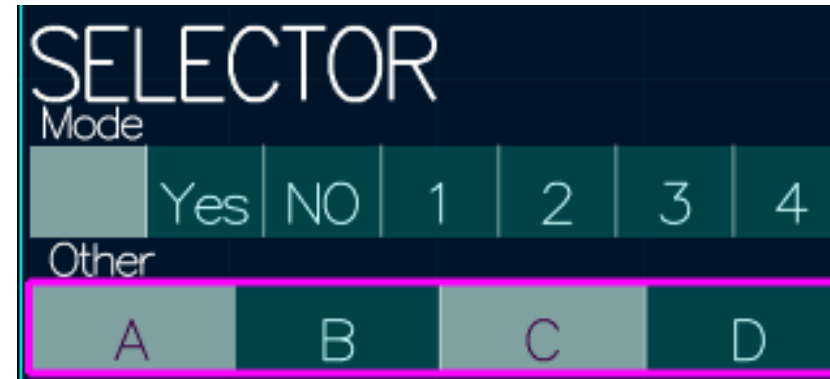 SELECTOR
Mode
Yes NO 1 2 3 4
Other
A B C D